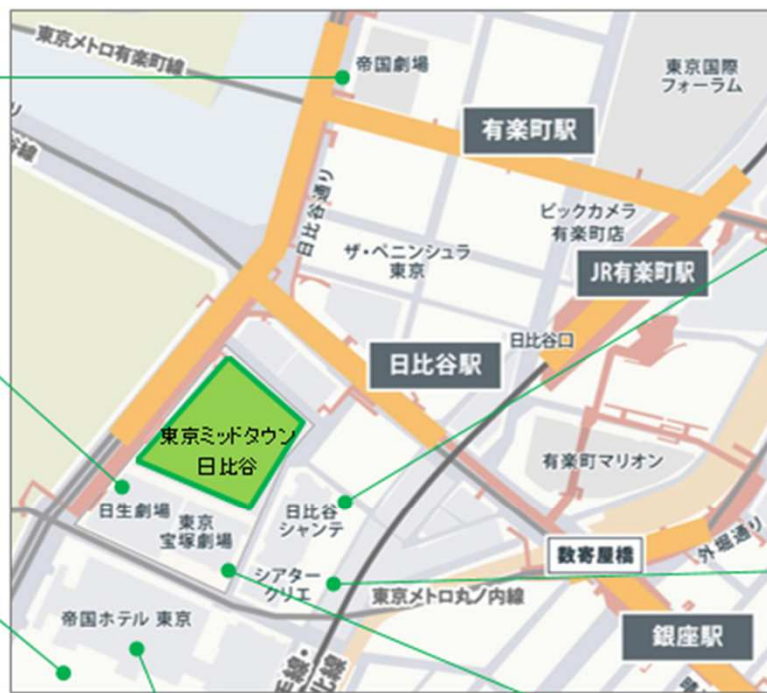 東京メトロ有楽町線
帝国劇場
東京国際
フォーラム
有楽町駅
日比谷通り
ビックカメラ
有楽町店
ザ・ペニンシュラ
東京
JR有楽町駅
日比谷口
日比谷駅
東京ミッドタウン
日比谷
有楽町マリオン
日生劇場
東京
宝塚劇場
日比谷
シャンテ
数寄屋橋
外堀通り
シアター
クリエ
東京メトロ丸ノ内線
帝国ホテル 東京
銀座駅